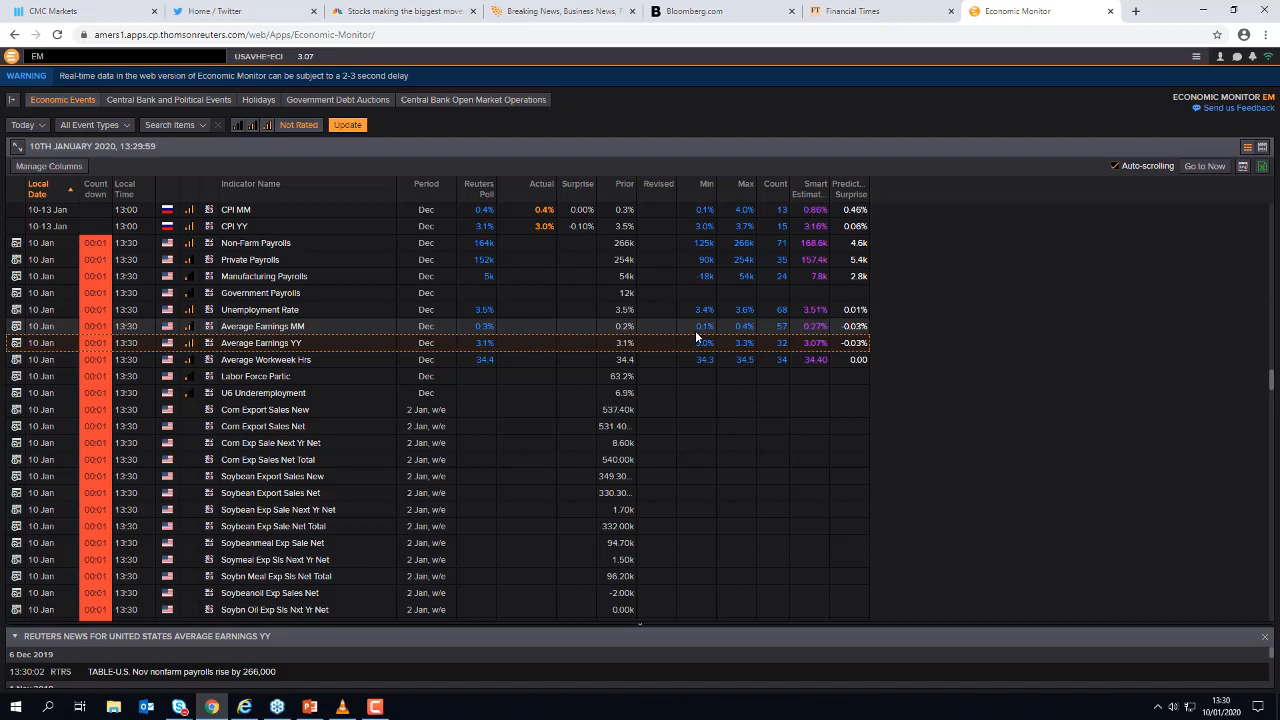 CMC Markets
Home / Twitter
Stocks making the biggest move
Breaking News, Business News, F
Bloomberg.com
Financial Times
Economic Monitor
amers1.apps.cp.thomsonreuters.com/web/Apps/Economic-Monitor/
EM USAVHE=ECI 3.07
WARNING Real-time data in the web version of Economic Monitor can be subject to a 2-3 second delay
Economic Events Central Bank and Political Events Holidays Government Debt Auctions Central Bank Open Market Operations
ECONOMIC MONITOR EM
Send us Feedback
Today All Event Types Search Items Not Rated Update
10TH JANUARY 2020, 13:29:59
Manage Columns Auto-scrolling Go to Now
Local Date Count down Local Time Indicator Name Period Reuters Poll Actual Surprise Prior Revised Min Max Count Smart Estimat... Predict... Surprise
10-13 Jan 13:00 CPI MM Dec 0.4% 0.4% 0.00% 0.3% 0.1% 4.0% 13 0.86% 0.46%
10-13 Jan 13:00 CPI YY Dec 3.1% 3.0% -0.10% 3.5% 3.0% 3.7% 15 3.16% 0.06%
10 Jan 00:01 13:30 Non-Farm Payrolls Dec 164k 266k 125k 266k 71 168.6k 4.6k
10 Jan 00:01 13:30 Private Payrolls Dec 152k 254k 90k 254k 35 157.4k 5.4k
10 Jan 00:01 13:30 Manufacturing Payrolls Dec 5k 54k -18k 54k 24 7.8k 2.8k
10 Jan 00:01 13:30 Government Payrolls Dec 12k
10 Jan 00:01 13:30 Unemployment Rate Dec 3.5% 3.5% 3.4% 3.6% 68 3.51% 0.01%
10 Jan 00:01 13:30 Average Earnings MM Dec 0.3% 0.2% 0.1% 0.4% 57 0.27% -0.03%
10 Jan 00:01 13:30 Average Earnings YY Dec 3.1% 3.1% 3.0% 3.3% 32 3.07% -0.03%
10 Jan 00:01 13:30 Average Workweek Hrs Dec 34.4 34.4 34.3 34.5 34 34.40 0.00
10 Jan 00:01 13:30 Labor Force Partic Dec 63.2%
10 Jan 00:01 13:30 U6 Underemployment Dec 6.9%
10 Jan 00:01 13:30 Corn Export Sales New 2 Jan, w/e 537.40k
10 Jan 00:01 13:30 Corn Export Sales Net 2 Jan, w/e 531.40...
10 Jan 00:01 13:30 Corn Exp Sale Next Yr Net 2 Jan, w/e 8.60k
10 Jan 00:01 13:30 Corn Exp Sales Net Total 2 Jan, w/e 540.00k
10 Jan 00:01 13:30 Soybean Export Sales New 2 Jan, w/e 349.30...
10 Jan 00:01 13:30 Soybean Export Sales Net 2 Jan, w/e 330.30...
10 Jan 00:01 13:30 Soybean Exp Sale Next Yr Net 2 Jan, w/e 1.70k
10 Jan 00:01 13:30 Soybean Exp Sale Net Total 2 Jan, w/e 332.00k
10 Jan 00:01 13:30 Soybeanmeal Exp Sale Net 2 Jan, w/e 94.70k
10 Jan 00:01 13:30 Soymeal Exp Sls Next Yr Net 2 Jan, w/e 1.50k
10 Jan 00:01 13:30 Soybn Meal Exp Sls Net Total 2 Jan, w/e 96.20k
10 Jan 00:01 13:30 Soybeanoil Exp Sale Net 2 Jan, w/e -2.00k
10 Jan 00:01 13:30 Soybn Oil Exp Sls Nxt Yr Net 2 Jan, w/e 0.00k
REUTERS NEWS FOR UNITED STATES AVERAGE EARNINGS YY
6 Dec 2019
13:30:02 RTRS TABLE-U.S. Nov nonfarm payrolls rise by 266,000
13:30
10/01/2020